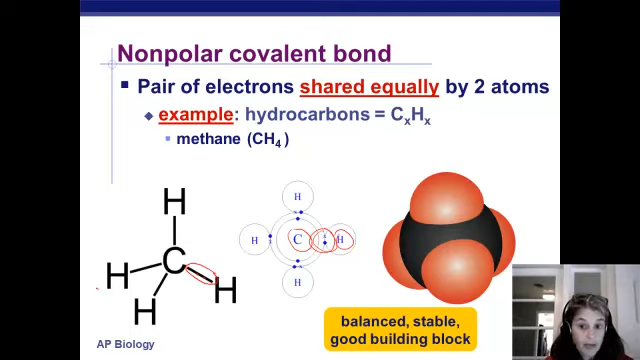 Nonpolar covalent bond
Pair of electrons shared equally by 2 atoms
example: hydrocarbons = CxHx
methane (CH4 )
H
H
C
H
H
H
H
C
H
H
balanced, stable,
good building block
AP Biology